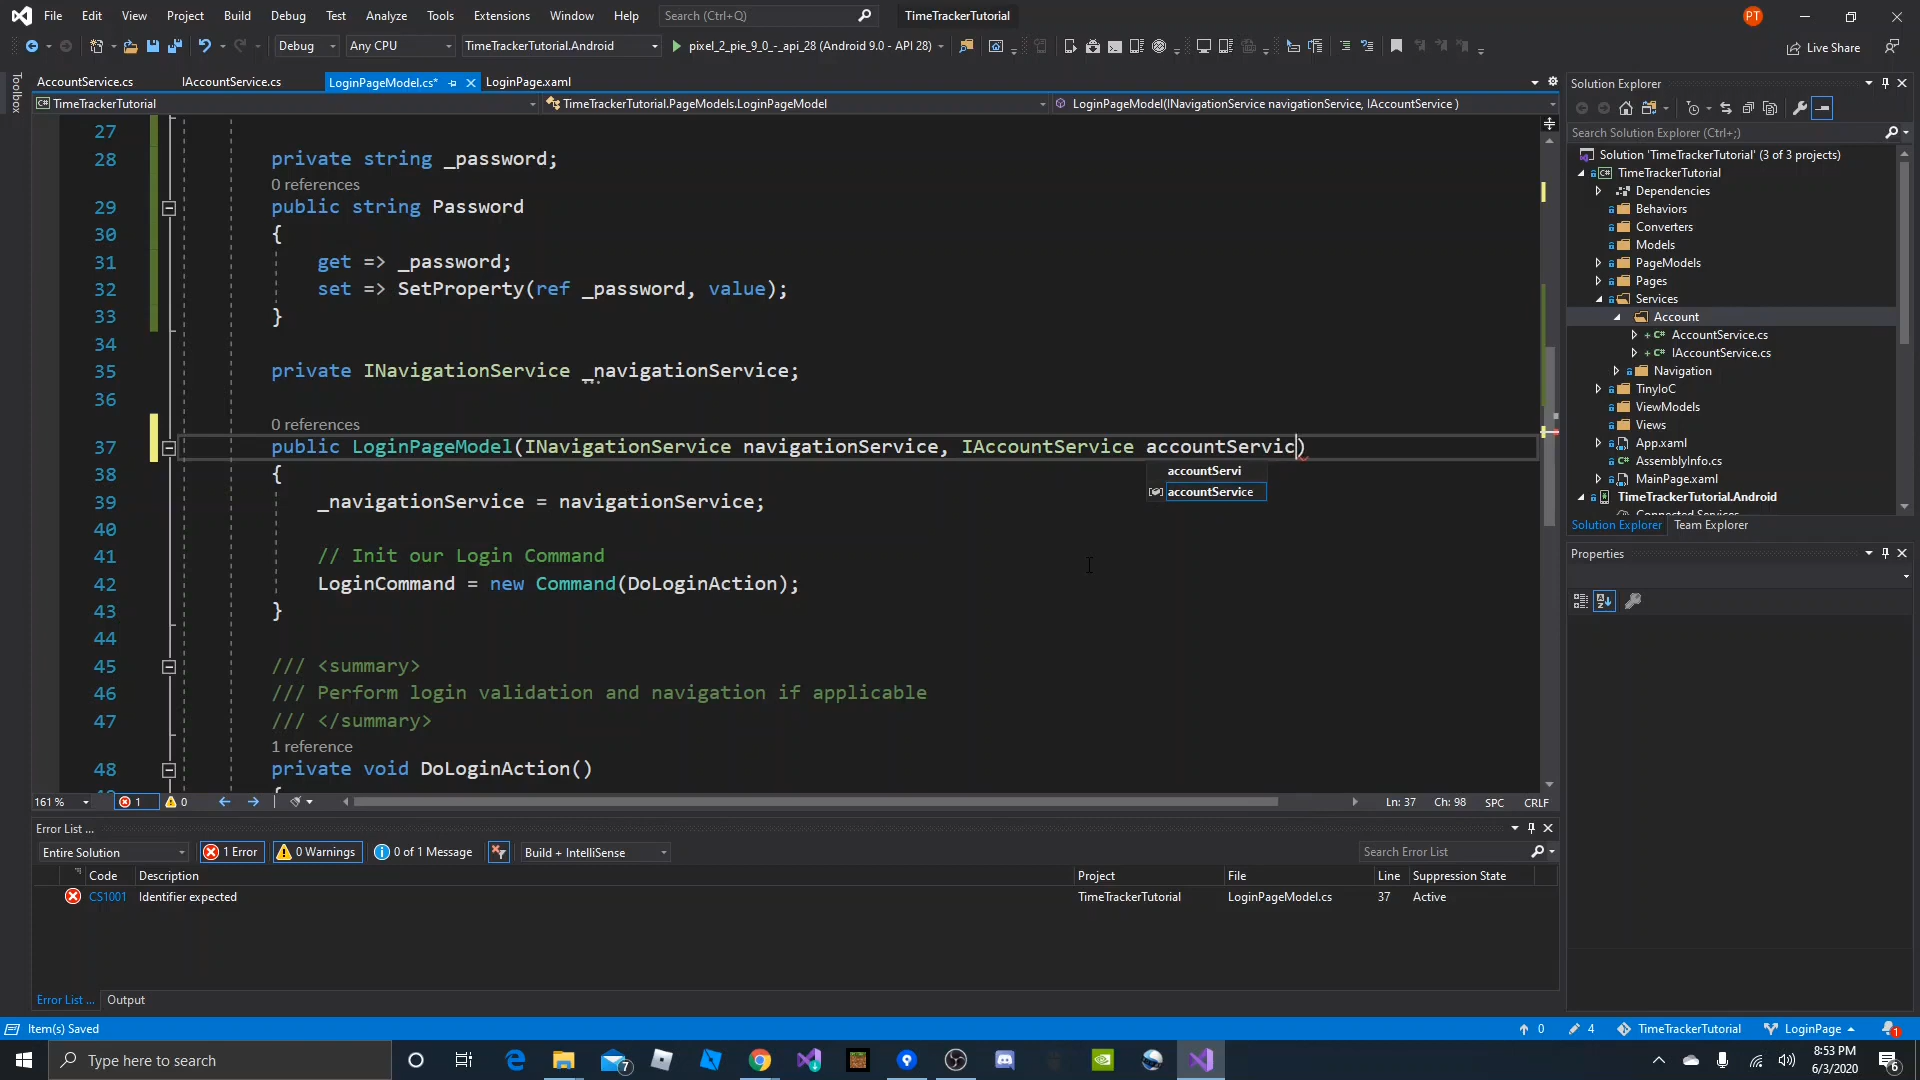 File Edit View Project Build Debug Test Analyze Tools Extensions Window Help Search (Ctrl+Q) TimeTrackerTutorial PT
Debug Any CPU TimeTrackerTutorial.Android pixel_2_pie_9_0_-_api_28 (Android 9.0 - API 28) Live Share
Toolbox
AccountService.cs IAccountService.cs LoginPageModel.cs* LoginPage.xaml
TimeTrackerTutorial TimeTrackerTutorial.PageModels.LoginPageModel LoginPageModel(INavigationService navigationService, IAccountService )
27
28 private string _password;
0 references
29 public string Password
30 {
31 get => _password;
32 set => SetProperty(ref _password, value);
33 }
34
35 private INavigationService _navigationService;
36
0 references
37 public LoginPageModel(INavigationService navigationService, IAccountService accountServic)
accountServi
accountService
38 {
39 _navigationService = navigationService;
40
41 // Init our Login Command
42 LoginCommand = new Command(DoLoginAction);
43 }
44
45 /// <summary>
46 /// Perform login validation and navigation if applicable
47 /// </summary>
1 reference
48 private void DoLoginAction()
161 % 1 0 Ln: 37 Ch: 98 SPC CRLF
Error List ...
Entire Solution 1 Error 0 Warnings 0 of 1 Message Build + IntelliSense Search Error List
Code Description Project File Line Suppression State
CS1001 Identifier expected TimeTrackerTutorial LoginPageModel.cs 37 Active
Error List ... Output
Solution Explorer
Search Solution Explorer (Ctrl+;)
Solution 'TimeTrackerTutorial' (3 of 3 projects)
TimeTrackerTutorial
Dependencies
Behaviors
Converters
Models
PageModels
Pages
Services
Account
AccountService.cs
IAccountService.cs
Navigation
TinyIoC
ViewModels
Views
App.xaml
AssemblyInfo.cs
MainPage.xaml
TimeTrackerTutorial.Android
Connected Services
Solution Explorer Team Explorer
Properties
Item(s) Saved 0 4 TimeTrackerTutorial LoginPage 1
Type here to search 7 8:53 PM
6/3/2020 6